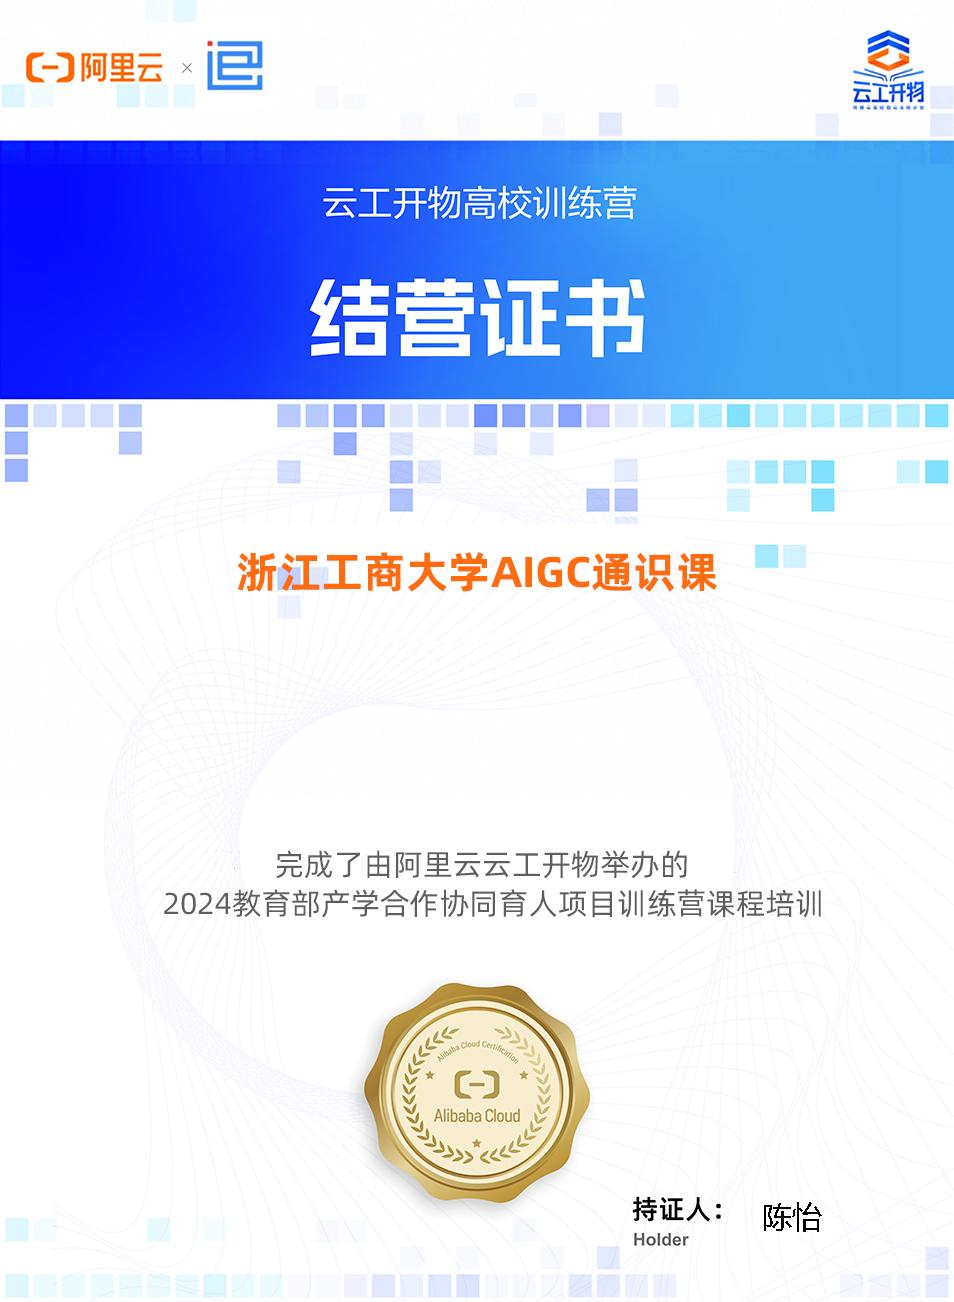 阿里云 ×
云工开物
云工开物高校训练营
结营证书
浙江工商大学AIGC通识课
完成了由阿里云云工开物举办的
2024教育部产学合作协同育人项目训练营课程培训
Alibaba Cloud Certification
Alibaba Cloud
持证人： 陈怡
Holder